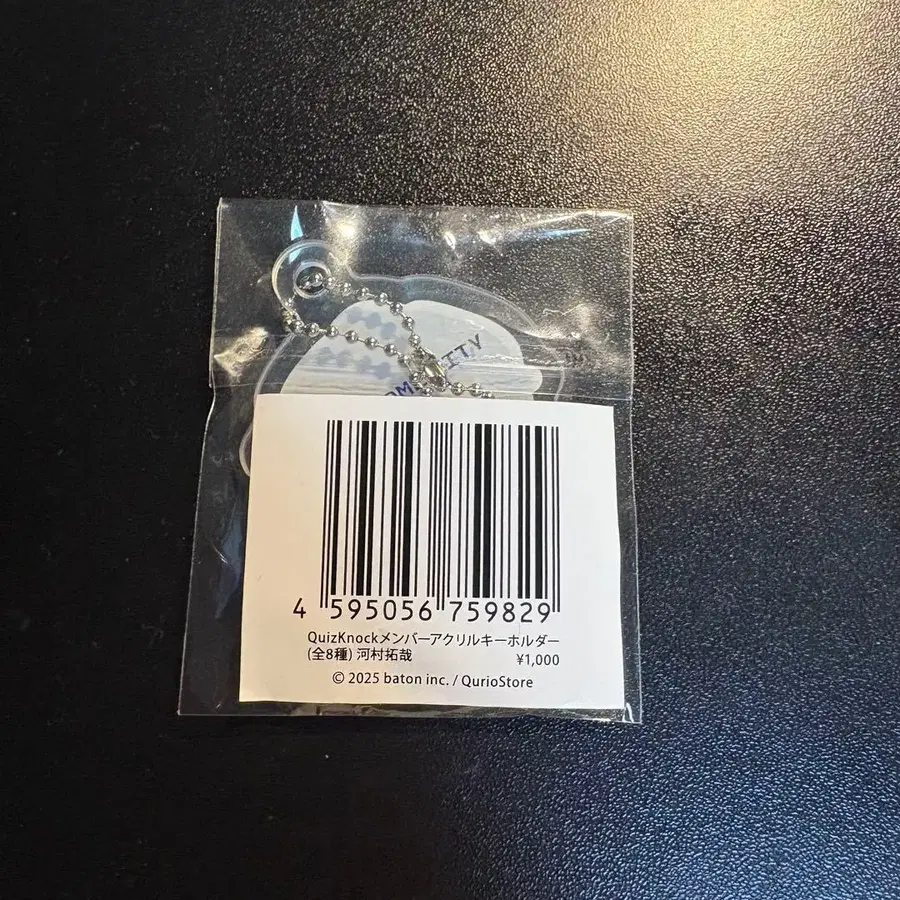 4 595056 759829
QuizKnockメンバーアクリルキーホルダー
(全8種) 河村拓哉 ¥1,000
© 2025 baton inc. / QurioStore